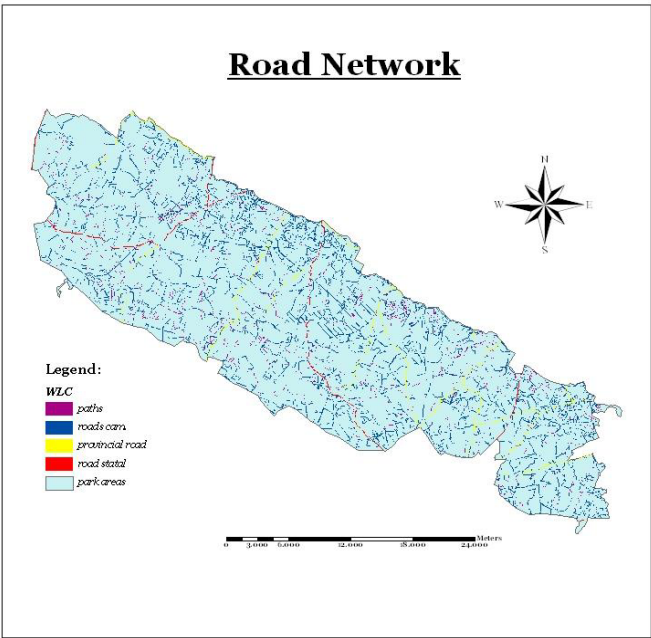 Road Network
N
W E
S
Legend:
WLC
paths
roads com.
provincial road
road statal
park areas
Meters
0 3,000 6,000 12,000 18,000 24,000